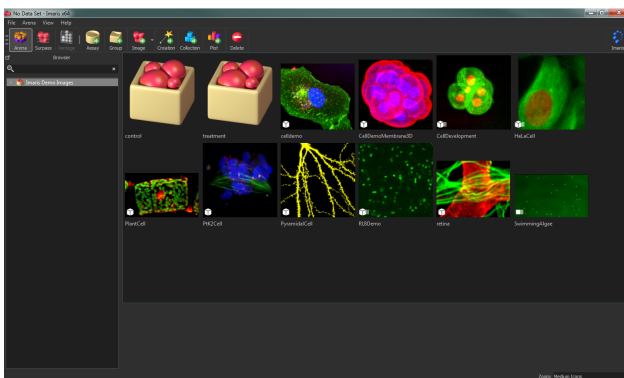 No Data Set - Imaris x64
File Arena View Help
Arena Surpass Vantage Assay Group Image Creation Collection Plot Delete Imaris
Browser
Imaris Demo Images
control treatment celldemo CellDemoMembrane3D CellDevelopment HeLaCell
PlantCell PtK2Cell PyramidalCell R18Demo retina SwimmingAlgae
Zoom: Medium Icons